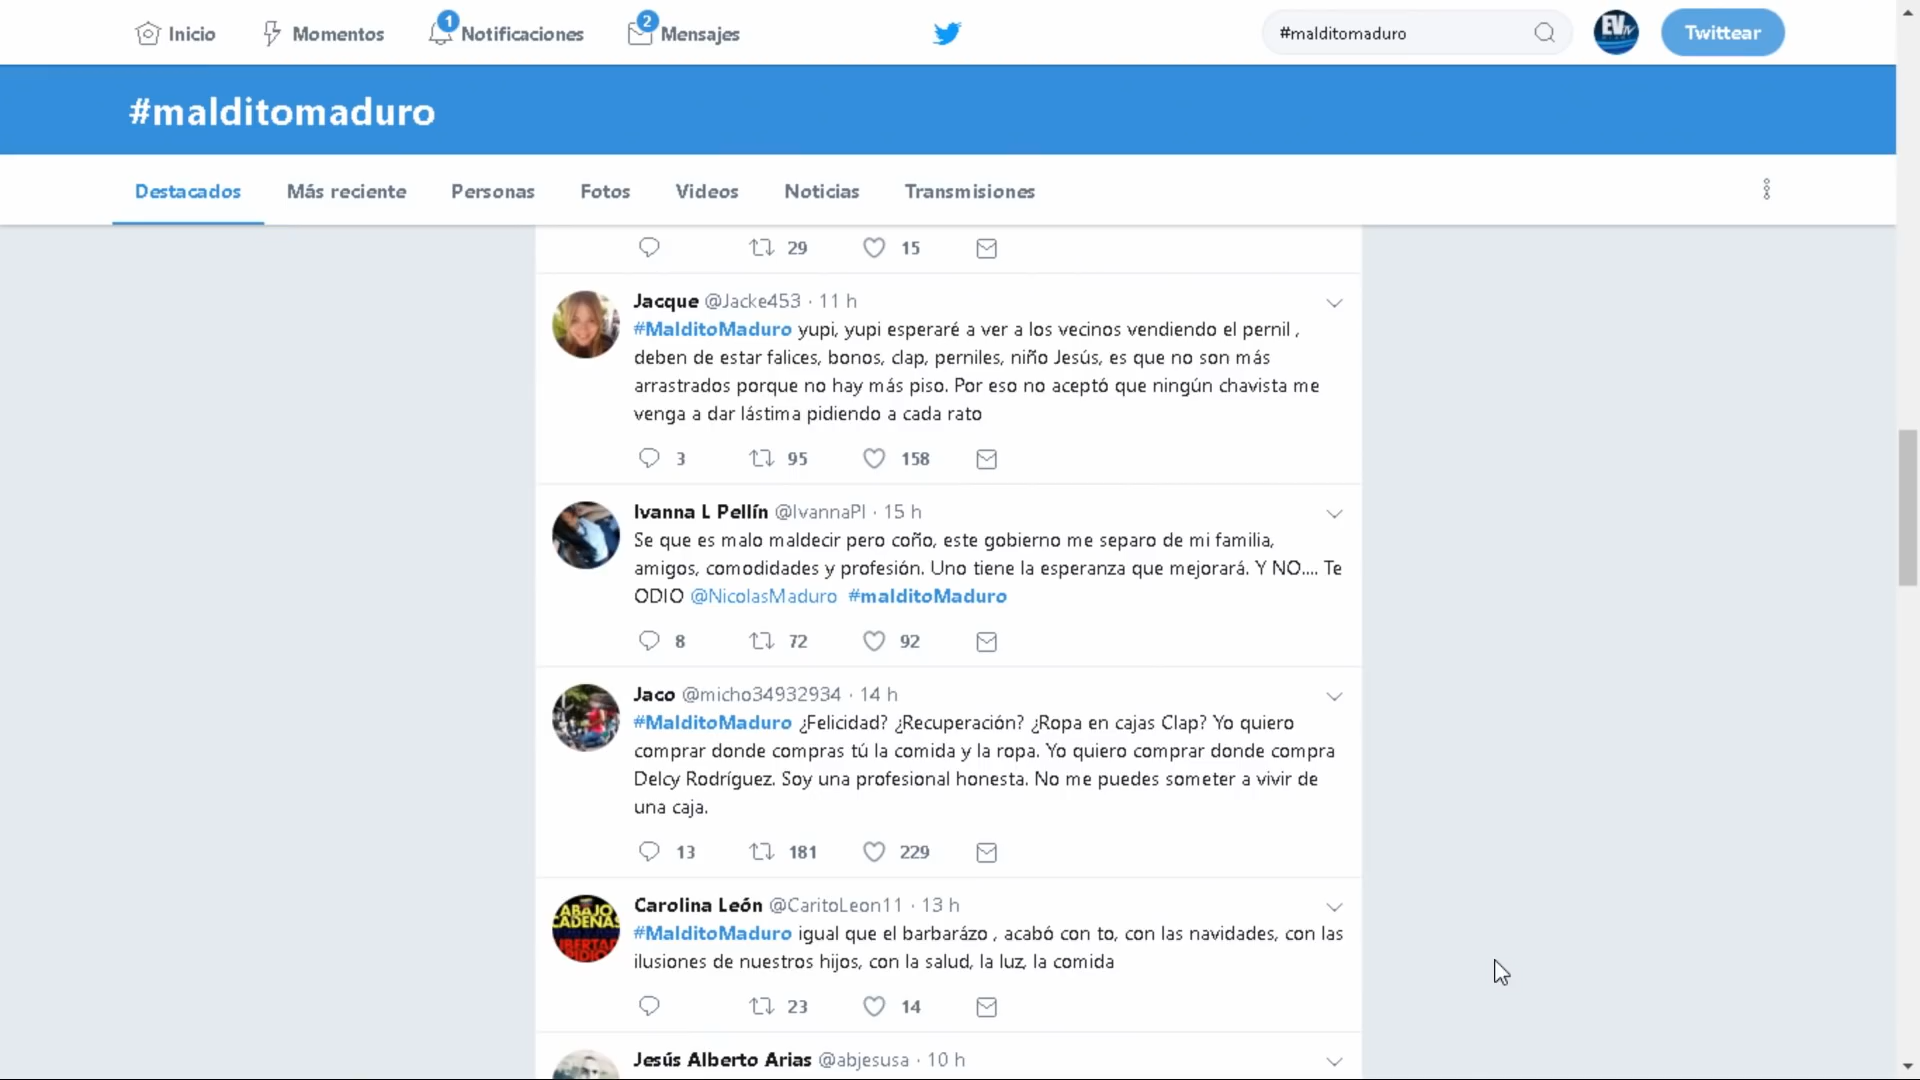 Inicio
Momentos
1
Notificaciones
2
Mensajes
#malditomaduro
EVtv
Twittear
#malditomaduro
Destacados
Más reciente
Personas
Fotos
Videos
Noticias
Transmisiones
29 15
Jacque @Jacke453 · 11 h
#MalditoMaduro yupi, yupi esperaré a ver a los vecinos vendiendo el pernil ,
deben de estar falices, bonos, clap, perniles, niño Jesús, es que no son más
arrastrados porque no hay más piso. Por eso no aceptó que ningún chavista me
venga a dar lástima pidiendo a cada rato
3 95 158
Ivanna L Pellín @IvannaPl · 15 h
Se que es malo maldecir pero coño, este gobierno me separo de mi familia,
amigos, comodidades y profesión. Uno tiene la esperanza que mejorará. Y NO.... Te
ODIO @NicolasMaduro #malditoMaduro
8 72 92
Jaco @micho34932934 · 14 h
#MalditoMaduro ¿Felicidad? ¿Recuperación? ¿Ropa en cajas Clap? Yo quiero
comprar donde compras tú la comida y la ropa. Yo quiero comprar donde compra
Delcy Rodríguez. Soy una profesional honesta. No me puedes someter a vivir de
una caja.
13 181 229
ABAJO
CADENAS
Carolina León @CaritoLeon11 · 13 h
#MalditoMaduro igual que el barbarázo , acabó con to, con las navidades, con las
ilusiones de nuestros hijos, con la salud, la luz, la comida
23 14
Jesús Alberto Arias @abjesusa · 10 h